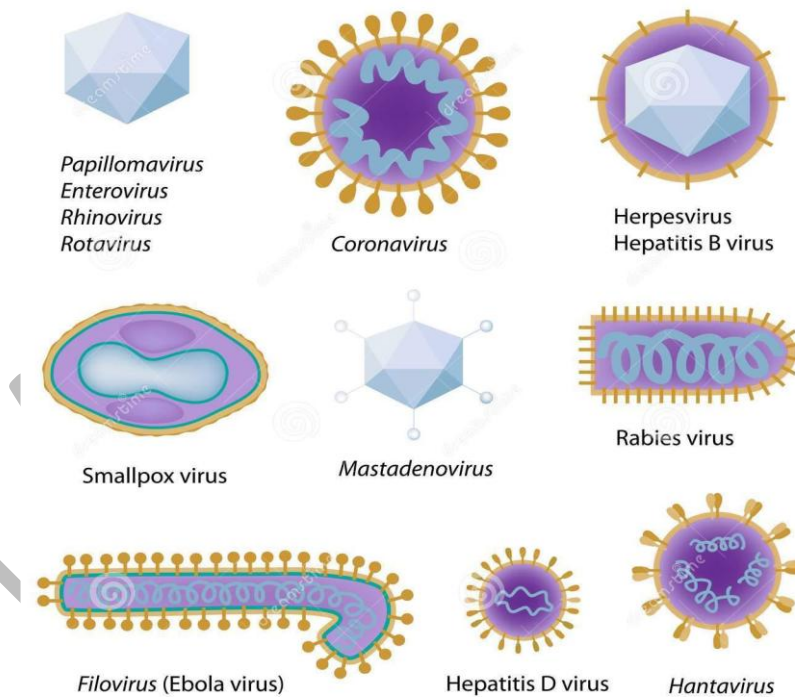 Papillomavirus
Enterovirus
Rhinovirus
Rotavirus
Coronavirus
Herpesvirus
Hepatitis B virus
Smallpox virus
Mastadenovirus
Rabies virus
Filovirus (Ebola virus)
Hepatitis D virus
Hantavirus
dreamstime